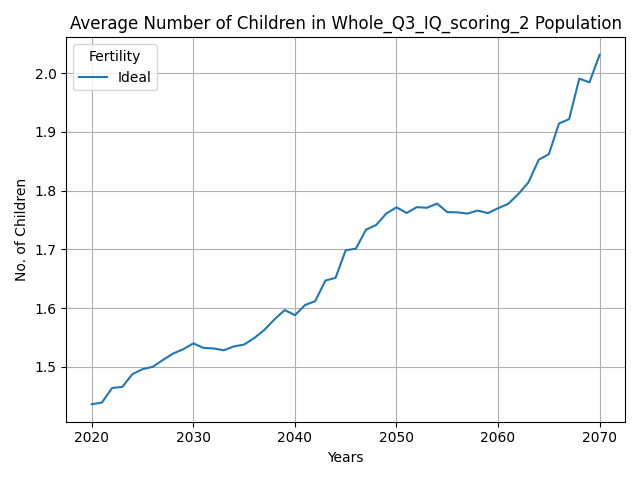 Average Number of Children in Whole_Q3_IQ_scoring_2 Population
Fertility
Ideal
No. of Children
2.0
1.9
1.8
1.7
1.6
1.5
2020 2030 2040 2050 2060 2070
Years